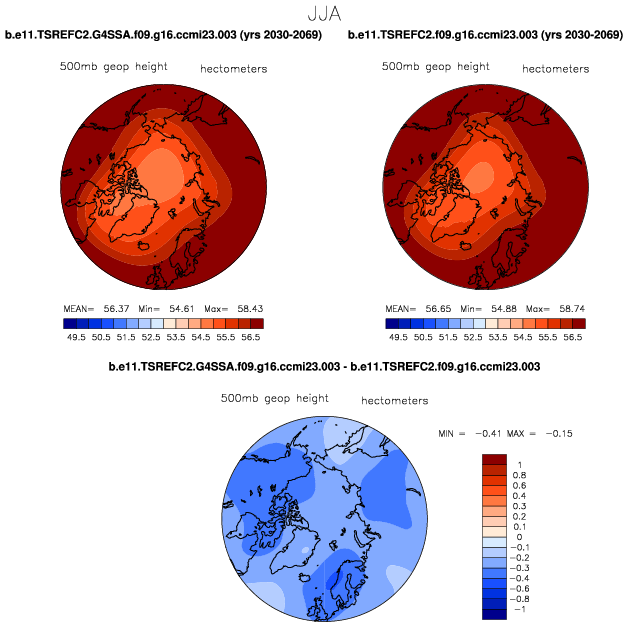 JJA
b.e11.TSREFC2.G4SSA.f09.g16.ccmi23.003 (yrs 2030-2069)
b.e11.TSREFC2.f09.g16.ccmi23.003 (yrs 2030-2069)
500mb geop height hectometers
500mb geop height hectometers
MEAN= 56.37 Min= 54.61 Max= 58.43
MEAN= 56.65 Min= 54.88 Max= 58.74
49.5 50.5 51.5 52.5 53.5 54.5 55.5 56.5
49.5 50.5 51.5 52.5 53.5 54.5 55.5 56.5
b.e11.TSREFC2.G4SSA.f09.g16.ccmi23.003 - b.e11.TSREFC2.f09.g16.ccmi23.003
500mb geop height hectometers
MIN = -0.41 MAX = -0.15
1
0.8
0.6
0.4
0.3
0.2
0.1
0
-0.1
-0.2
-0.3
-0.4
-0.6
-0.8
-1